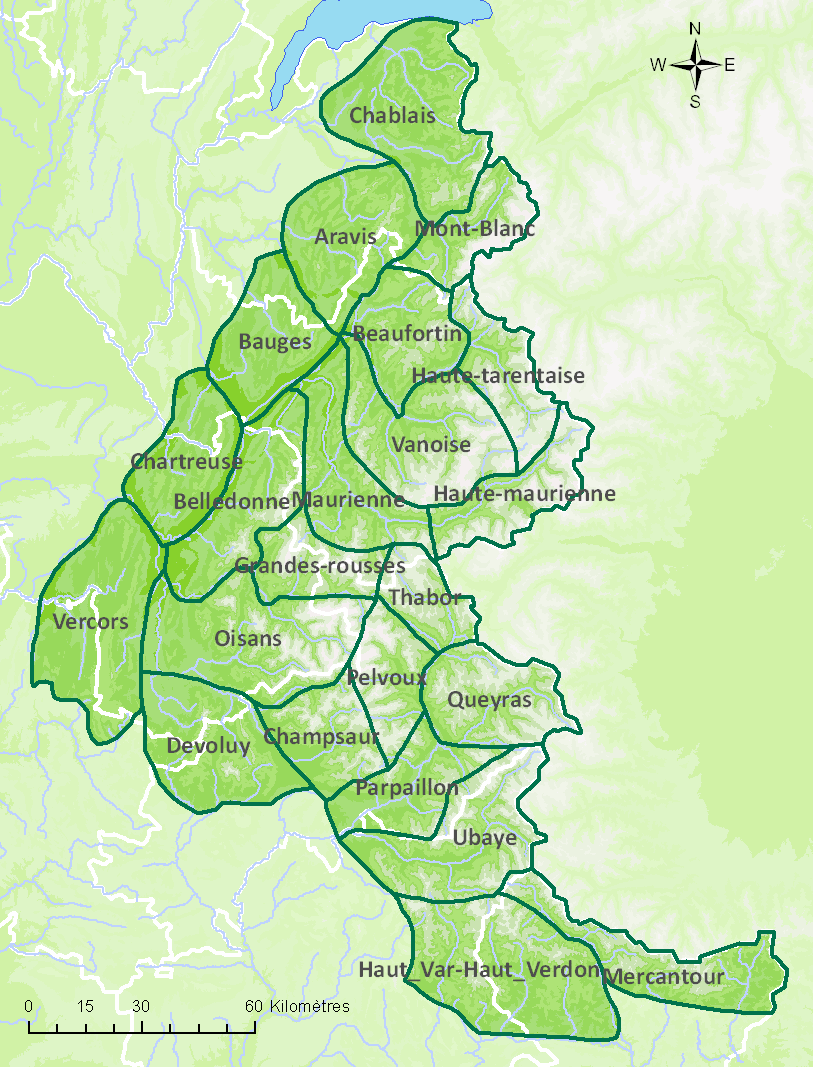 N
W E
S
Chablais
Mont-Blanc
Aravis
Beaufortin
Bauges
Haute-tarentaise
Vanoise
Chartreuse
Haute-maurienne
Belledonne
Maurienne
Grandes-rousses
Thabor
Vercors
Oisans
Pelvoux
Queyras
Champsaur
Devoluy
Parpaillon
Ubaye
Haut_Var-Haut_Verdon
Mercantour
0 15 30 60 Kilomètres